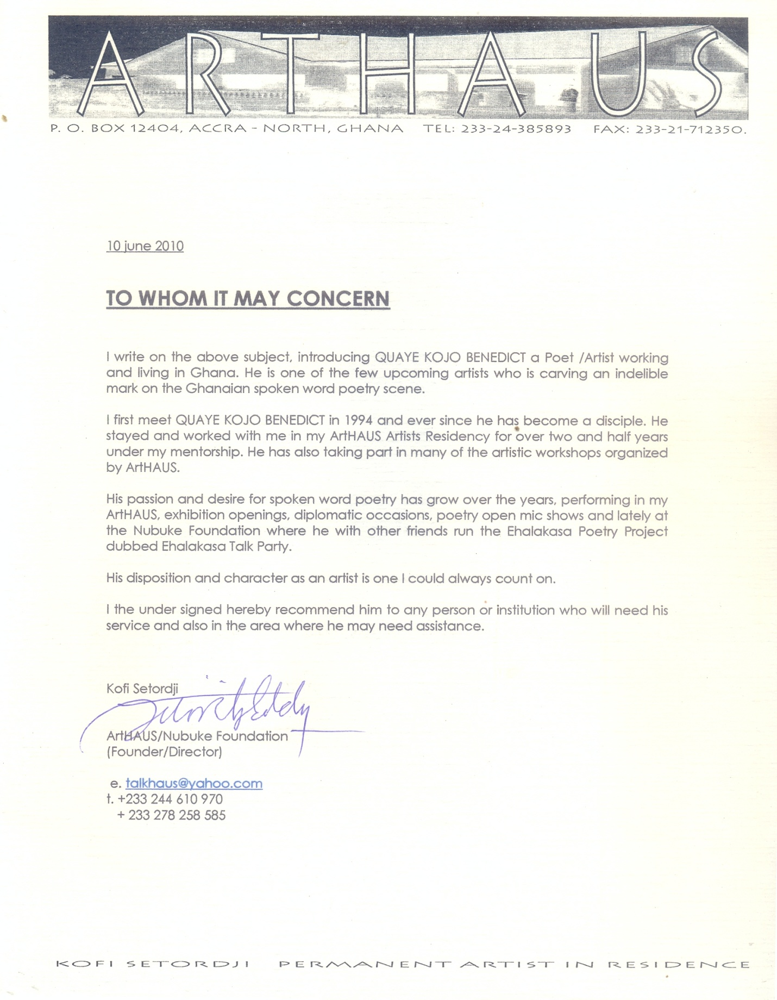 ARTHAUS
P. O. BOX 12404, ACCRA - NORTH, GHANA TEL: 233-24-385893 FAX: 233-21-712350.
10 june 2010
TO WHOM IT MAY CONCERN
I write on the above subject, introducing QUAYE KOJO BENEDICT a Poet /Artist working
and living in Ghana. He is one of the few upcoming artists who is carving an indelible
mark on the Ghanaian spoken word poetry scene.
I first meet QUAYE KOJO BENEDICT in 1994 and ever since he has become a disciple. He
stayed and worked with me in my ArtHAUS Artists Residency for over two and half years
under my mentorship. He has also taking part in many of the artistic workshops organized
by ArtHAUS.
His passion and desire for spoken word poetry has grow over the years, performing in my
ArtHAUS, exhibition openings, diplomatic occasions, poetry open mic shows and lately at
the Nubuke Foundation where he with other friends run the Ehalakasa Poetry Project
dubbed Ehalakasa Talk Party.
His disposition and character as an artist is one I could always count on.
I the under signed hereby recommend him to any person or institution who will need his
service and also in the area where he may need assistance.
Kofi Setordji
ArtHAUS/Nubuke Foundation
(Founder/Director)
e. talkhaus@yahoo.com
t. +233 244 610 970
+ 233 278 258 585
KOFI SETORDJI PERMANENT ARTIST IN RESIDENCE